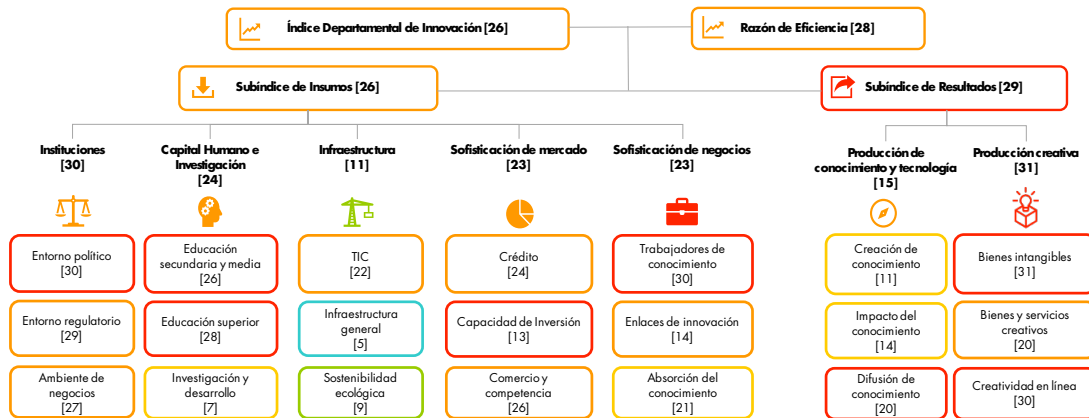 Índice Departamental de Innovación [26]
Razón de Eficiencia [28]
Subíndice de Insumos [26]
Subíndice de Resultados [29]
Instituciones
[30]
Capital Humano e
Investigación
[24]
Infraestructura
[11]
Sofisticación de mercado
[23]
Sofisticación de negocios
[23]
Producción de
conocimiento y tecnología
[15]
Producción creativa
[31]
Entorno político
[30]
Educación
secundaria y media
[26]
TIC
[22]
Crédito
[24]
Trabajadores de
conocimiento
[30]
Creación de
conocimiento
[11]
Bienes intangibles
[31]
Entorno regulatorio
[29]
Educación superior
[28]
Infraestructura
general
[5]
Capacidad de Inversión
[13]
Enlaces de innovación
[14]
Impacto del
conocimiento
[14]
Bienes y servicios
creativos
[20]
Ambiente de
negocios
[27]
Investigación y
desarrollo
[7]
Sostenibilidad
ecológica
[9]
Comercio y
competencia
[26]
Absorción del
conocimiento
[21]
Difusión de
conocimiento
[20]
Creatividad en línea
[30]